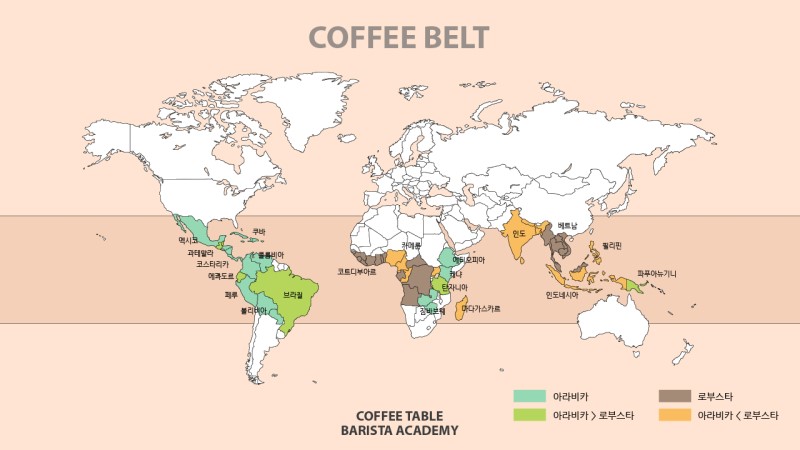 COFFEE BELT
멕시코
쿠바
과테말라
코스타리카
콜롬비아
에콰도르
페루
브라질
볼리비아
카메룬
코트디부아르
에티오피아
케냐
탄자니아
짐바브웨
마다가스카르
인도
베트남
필리핀
인도네시아
파푸아뉴기니
아라비카
로부스타
아라비카 > 로부스타
아라비카 < 로부스타
COFFEE TABLE
BARISTA ACADEMY